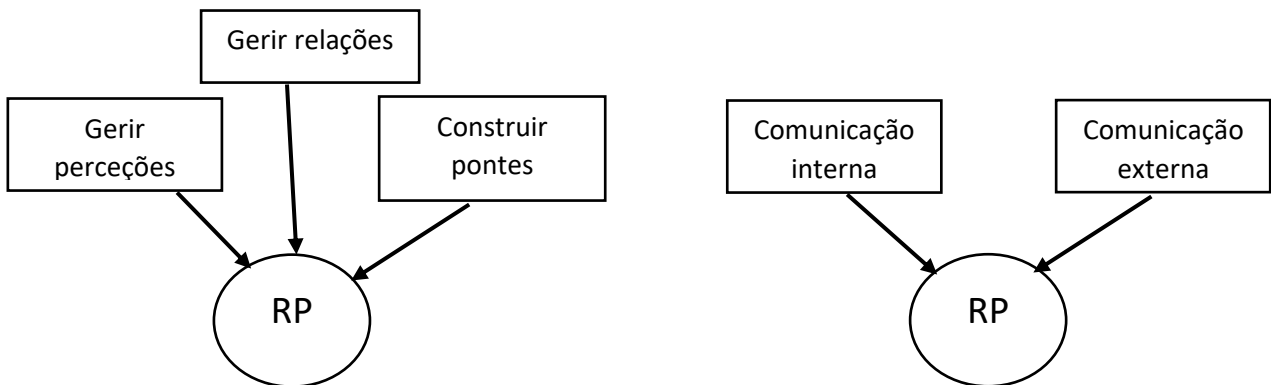 Gerir relações
Gerir
perceções
Construir
pontes
RP
Comunicação
interna
Comunicação
externa
RP